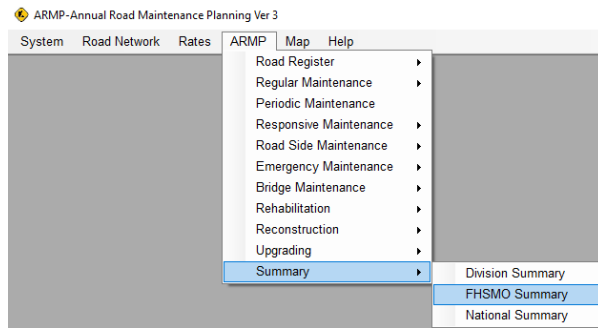 ARMP-Annual Road Maintenance Planning Ver 3
System Road Network Rates ARMP Map Help
Road Register
Regular Maintenance
Periodic Maintenance
Responsive Maintenance
Road Side Maintenance
Emergency Maintenance
Bridge Maintenance
Rehabilitation
Reconstruction
Upgrading
Summary
Division Summary
FHSMO Summary
National Summary